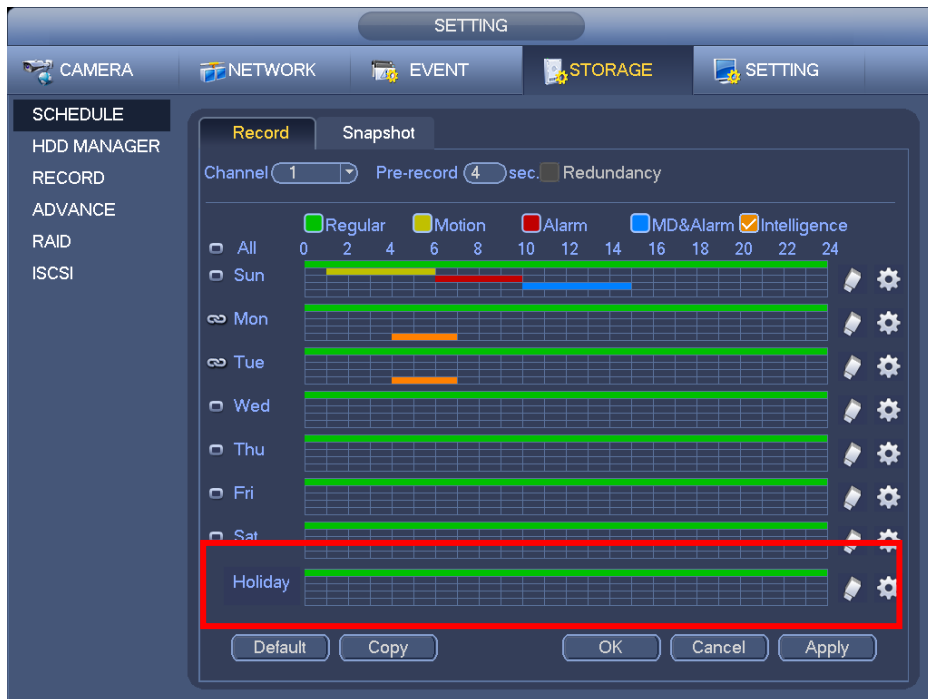 SETTING
CAMERA NETWORK EVENT STORAGE SETTING
SCHEDULE
HDD MANAGER
RECORD
ADVANCE
RAID
ISCSI
Record Snapshot
Channel 1 Pre-record 4 sec. Redundancy
Regular Motion Alarm MD&Alarm Intelligence
All 0 2 4 6 8 10 12 14 16 18 20 22 24
Sun
Mon
Tue
Wed
Thu
Fri
Sat
Holiday
Default Copy OK Cancel Apply